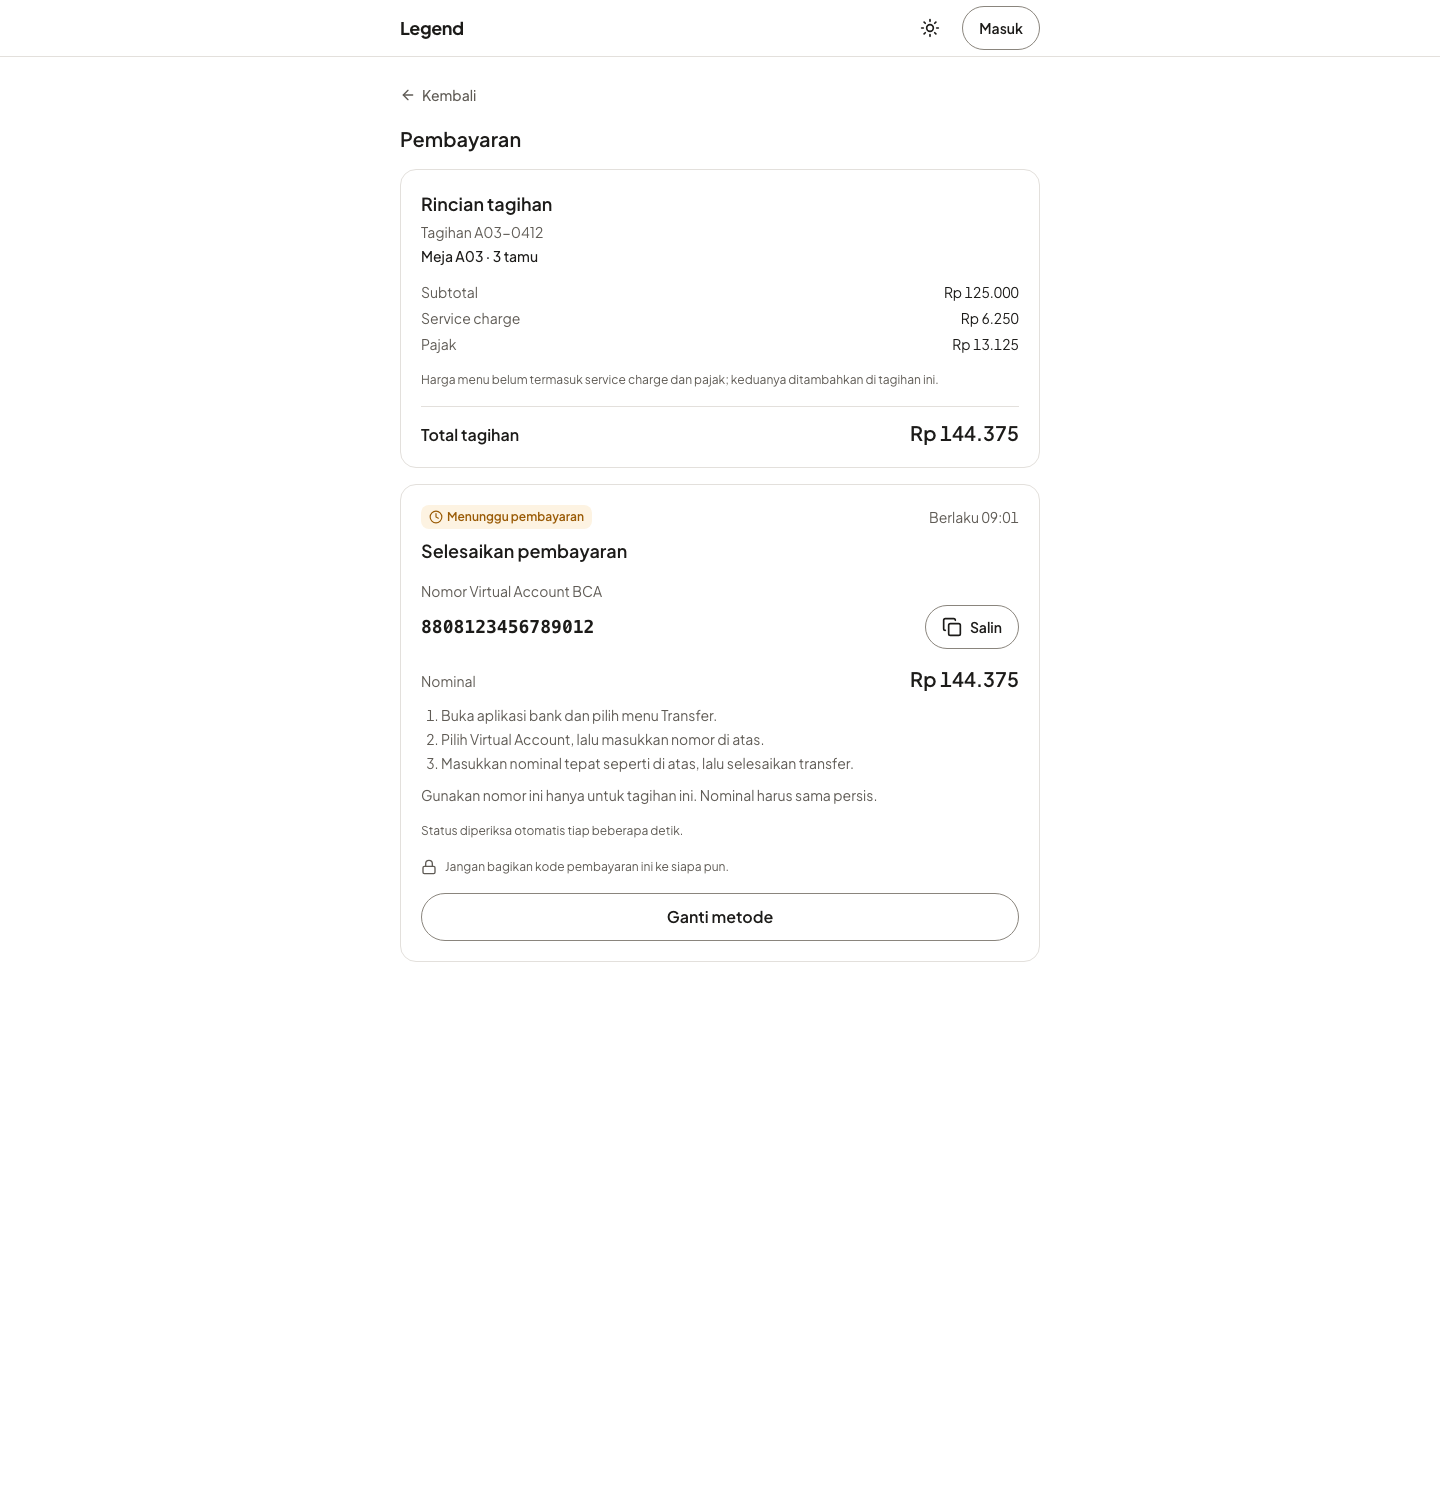 Legend
Masuk
Kembali
Pembayaran
Rincian tagihan
Tagihan A03–0412
Meja A03 · 3 tamu
Subtotal Rp 125.000
Service charge Rp 6.250
Pajak Rp 13.125
Harga menu belum termasuk service charge dan pajak; keduanya ditambahkan di tagihan ini.
Total tagihan Rp 144.375
Menunggu pembayaran Berlaku 09:01
Selesaikan pembayaran
Nomor Virtual Account BCA
8808123456789012 Salin
Nominal Rp 144.375
1. Buka aplikasi bank dan pilih menu Transfer.
2. Pilih Virtual Account, lalu masukkan nomor di atas.
3. Masukkan nominal tepat seperti di atas, lalu selesaikan transfer.
Gunakan nomor ini hanya untuk tagihan ini. Nominal harus sama persis.
Status diperiksa otomatis tiap beberapa detik.
Jangan bagikan kode pembayaran ini ke siapa pun.
Ganti metode